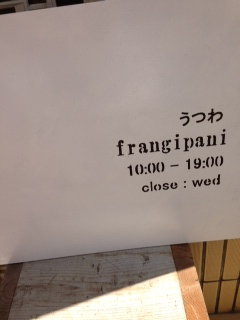 うつわ
frangipani
10:00 – 19:00
close : wed